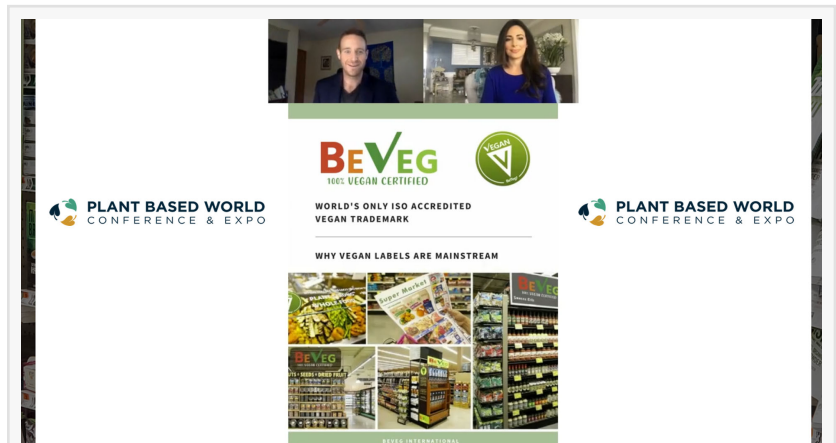 PLANT BASED WORLD
CONFERENCE & EXPO
BEVEG
100% VEGAN CERTIFIED
VEGAN
WORLD'S ONLY ISO ACCREDITED
VEGAN TRADEMARK
WHY VEGAN LABELS ARE MAINSTREAM
PLANT BASED WORLD
CONFERENCE & EXPO
Super Market
BEVEG
BEVEG
BEVEG INTERNATIONAL